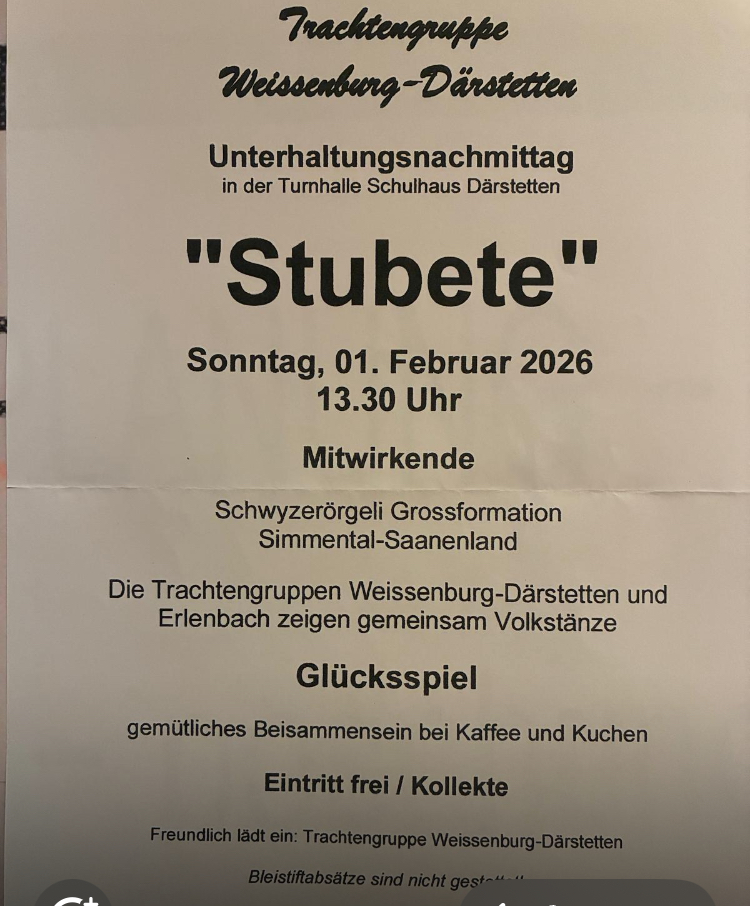 Trachtengruppe
Weissenburg-Därstetten
Unterhaltungsnachmittag
in der Turnhalle Schulhaus Därstetten
"Stubete"
Sonntag, 01. Februar 2026
13.30 Uhr
Mitwirkende
Schwyzerörgeli Grossformation
Simmental-Saanenland
Die Trachtengruppen Weissenburg-Därstetten und
Erlenbach zeigen gemeinsam Volkstänze
Glücksspiel
gemütliches Beisammensein bei Kaffee und Kuchen
Eintritt frei / Kollekte
Freundlich lädt ein: Trachtengruppe Weissenburg-Därstetten
Bleistiftabsätze sind nicht